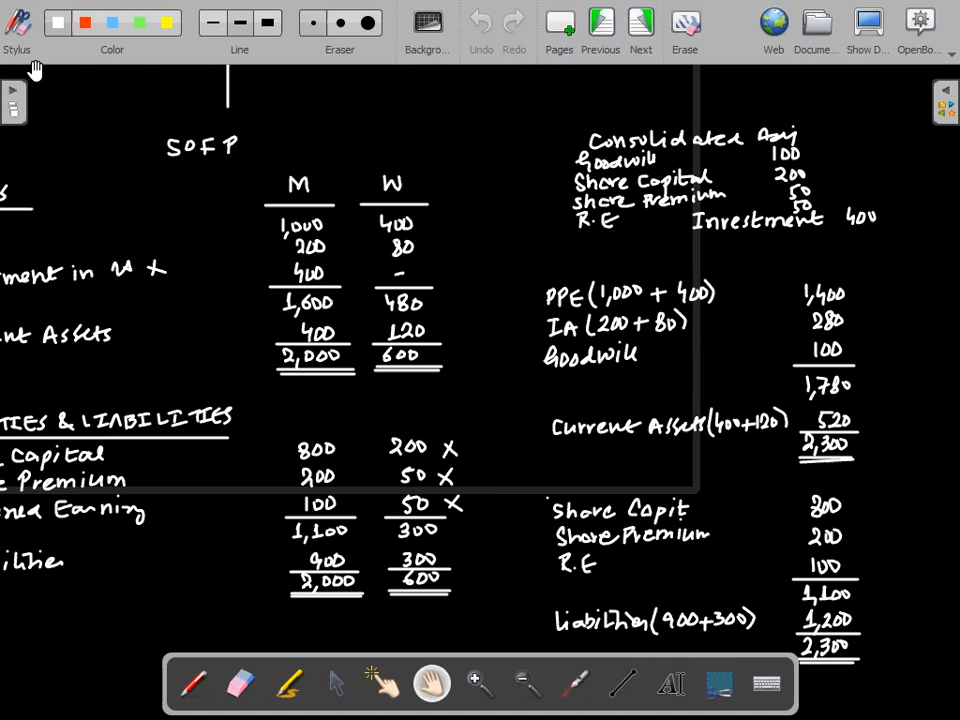 Stylus Color Line Eraser Backgro... Undo Redo Pages Previous Next Erase Web Docume... Show D... OpenBo...
SOFP
M W
1,000 400
200 80
ment in W X 400 -
1,600 480
nt Assets 400 120
2,000 600
TIES & LIABILITIES
Capital 800 200 X
e Premium 200 50 X
ned Earning 100 50 X
1,100 300
ilities 900 300
2,000 600
Consolidated Adj
Goodwill 100
Share Capital 200
Share Premium 50
R.E 50
Investment 400
PPE (1,000 + 400) 1,400
IA (200 + 80) 280
Goodwill 100
1,780
Current Assets (400+120) 520
2,300
Share Capit 800
Share Premium 200
R.E 100
1,100
Liabilities (900+300) 1,200
2,300